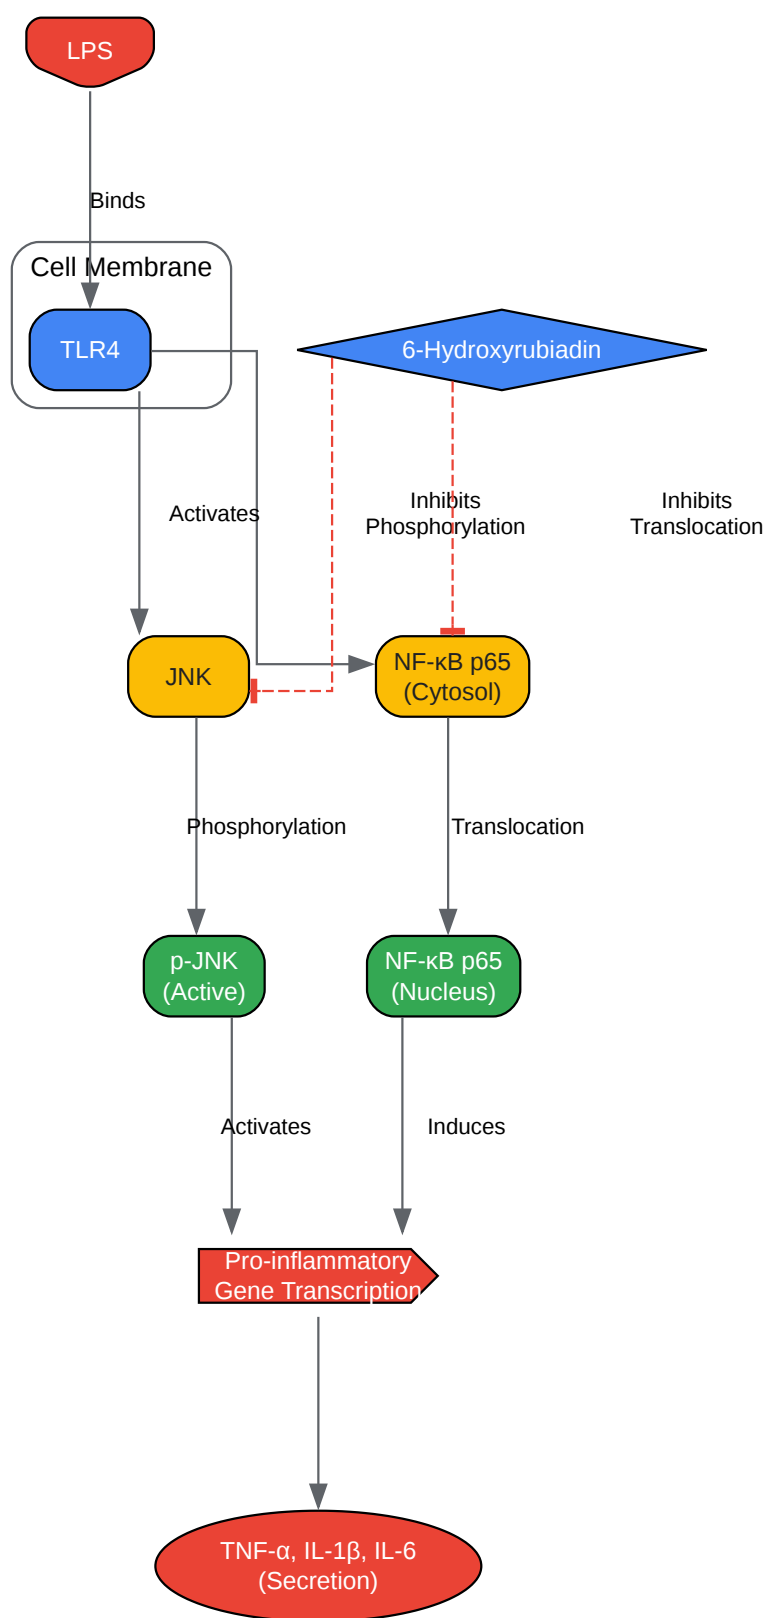 LPS
Binds
Cell Membrane
TLR4
6-Hydroxyrubiadin
Activates
Inhibits
Phosphorylation
Inhibits
Translocation
JNK
NF-κB p65
(Cytosol)
Phosphorylation
Translocation
p-JNK
(Active)
NF-κB p65
(Nucleus)
Activates
Induces
Pro-inflammatory
Gene Transcription
TNF-α, IL-1β, IL-6
(Secretion)